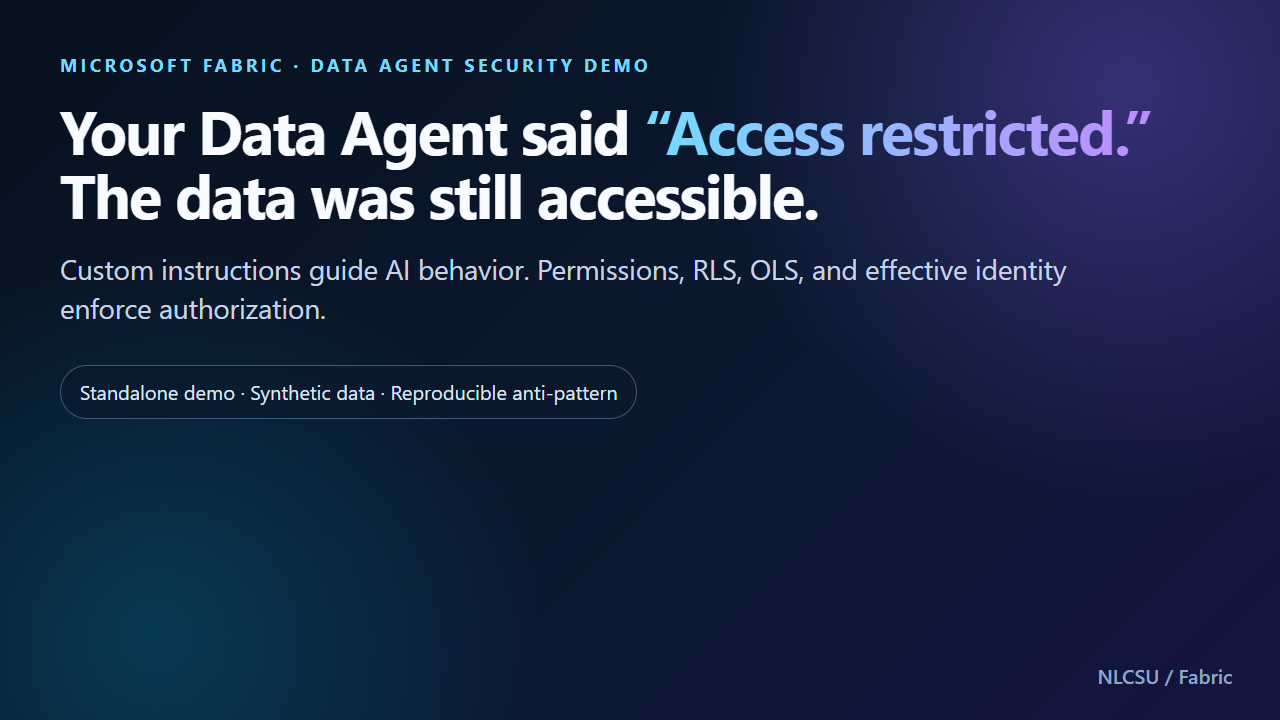 MICROSOFT FABRIC · DATA AGENT SECURITY DEMO
Your Data Agent said “Access restricted.”
The data was still accessible.
Custom instructions guide AI behavior. Permissions, RLS, OLS, and effective identity
enforce authorization.
Standalone demo · Synthetic data · Reproducible anti-pattern
NLCSU / Fabric